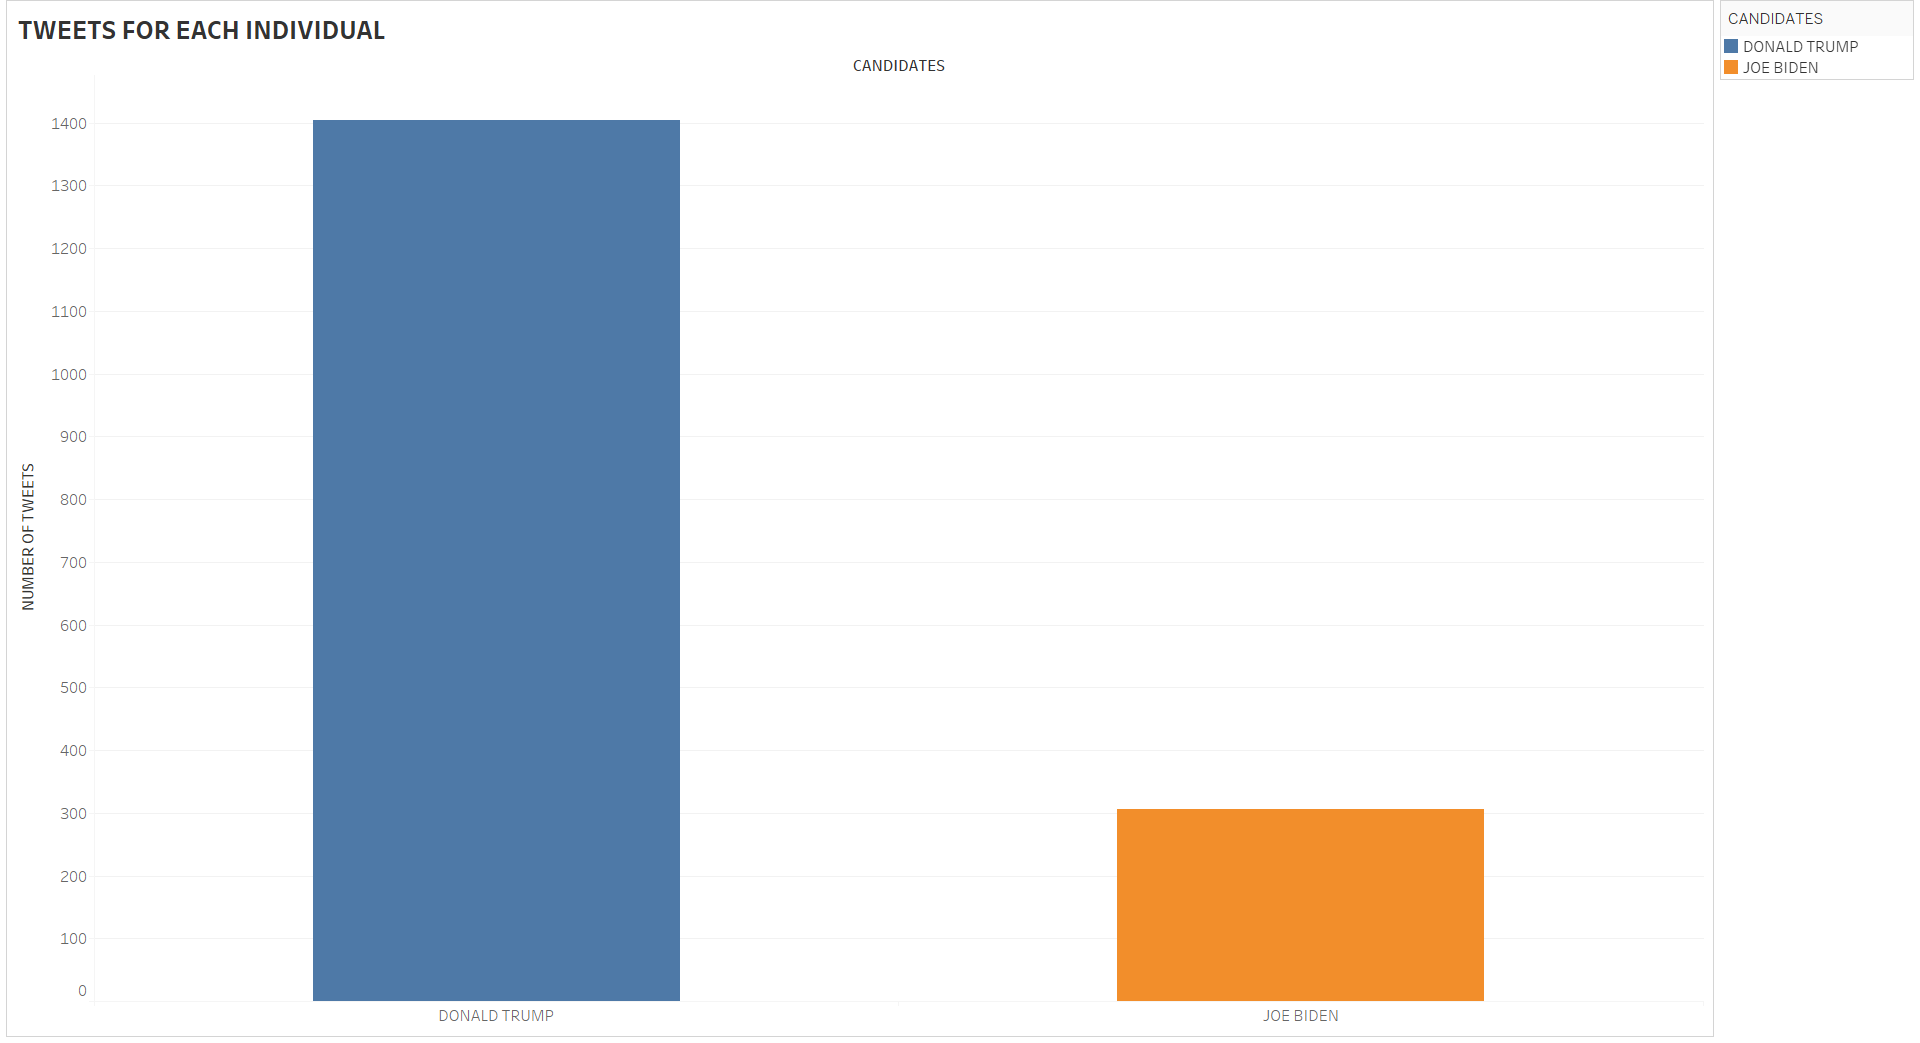 TWEETS FOR EACH INDIVIDUAL
CANDIDATES
1400
1300
1200
1100
1000
900
800
700
600
500
400
300
200
100
0
NUMBER OF TWEETS
DONALD TRUMP
JOE BIDEN
CANDIDATES
DONALD TRUMP
JOE BIDEN